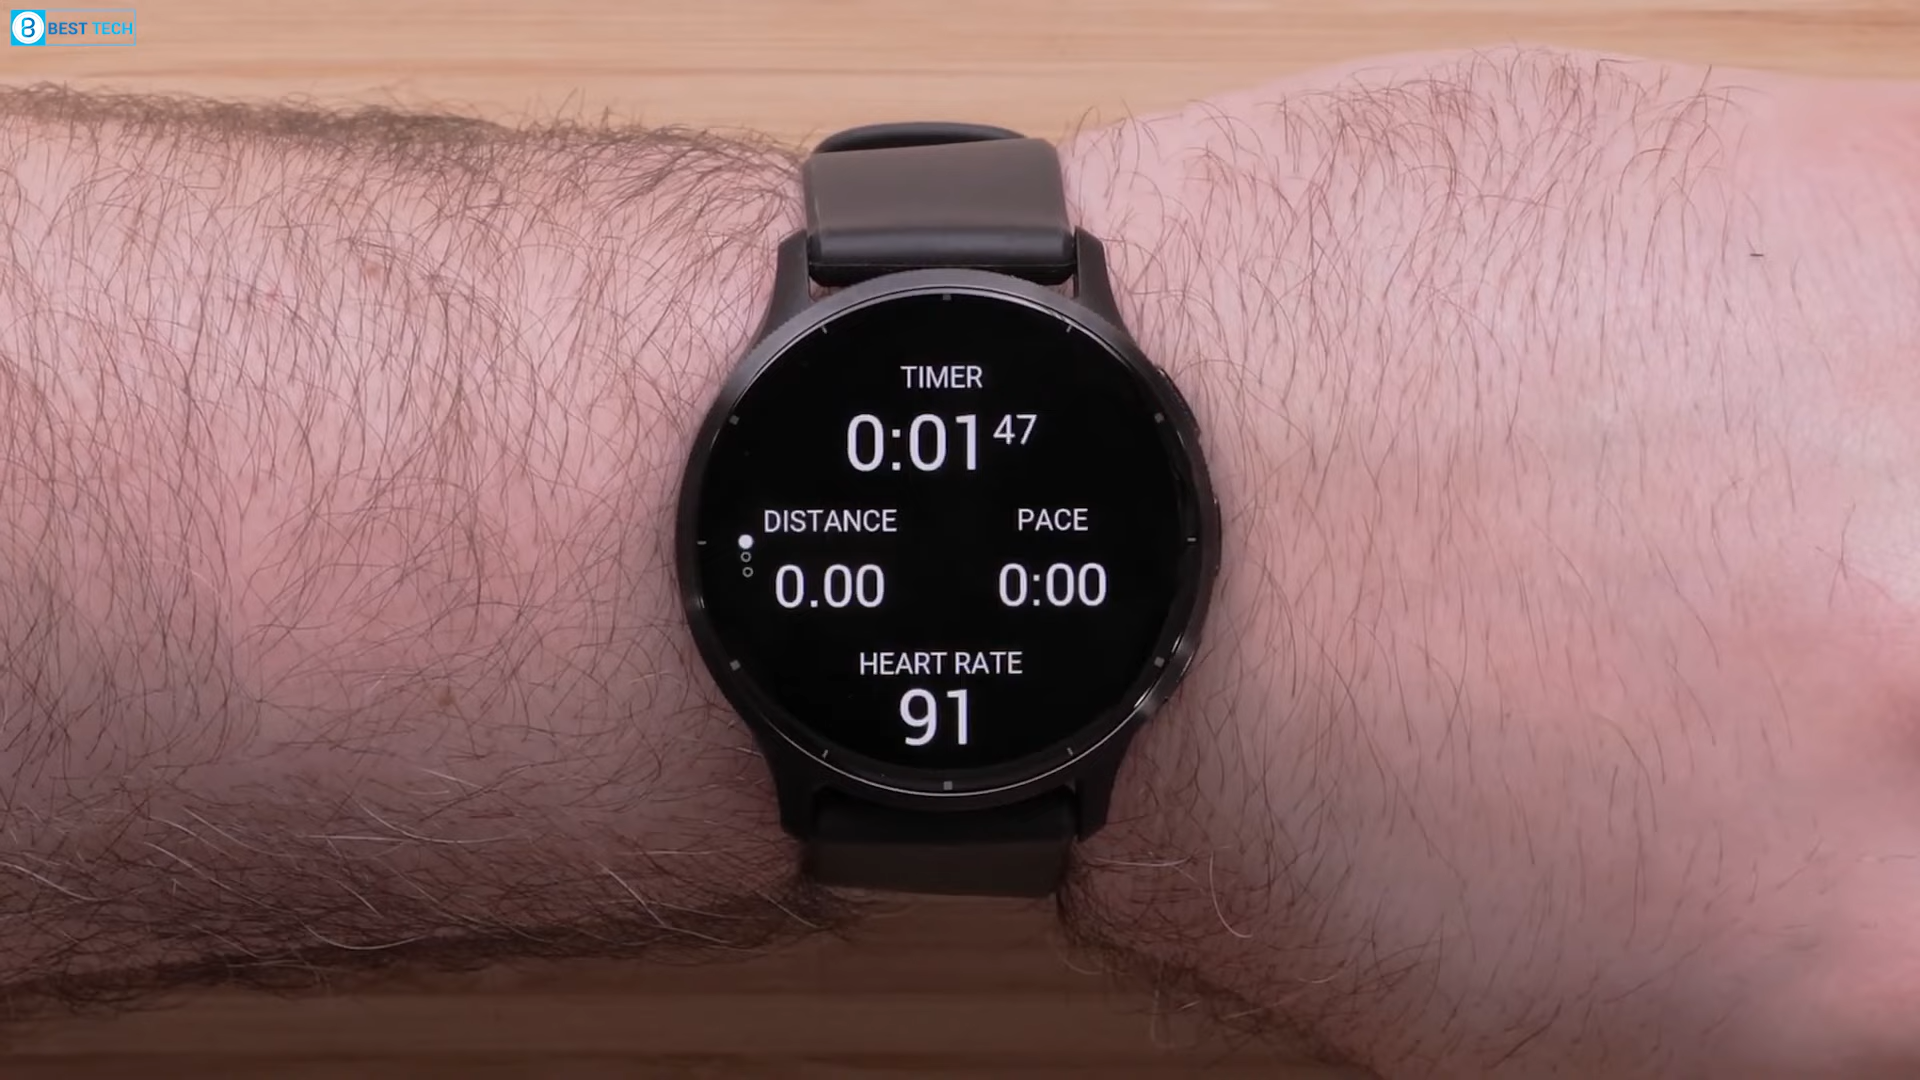 BEST TECH
TIMER
0:01 47
DISTANCE PACE
0.00 0:00
HEART RATE
91